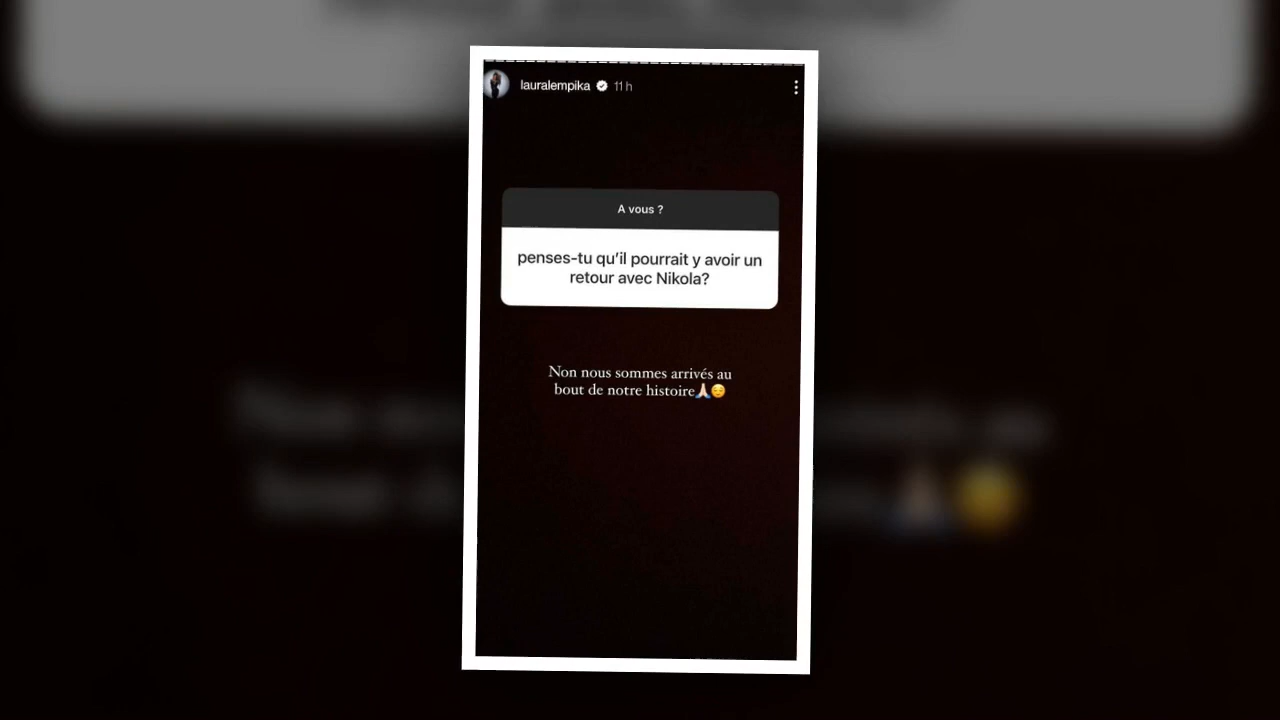 lauralempika 11 h
A vous ?
penses-tu qu'il pourrait y avoir un
retour avec Nikola?
Non nous sommes arrivés au
bout de notre histoire🙏🏻😌